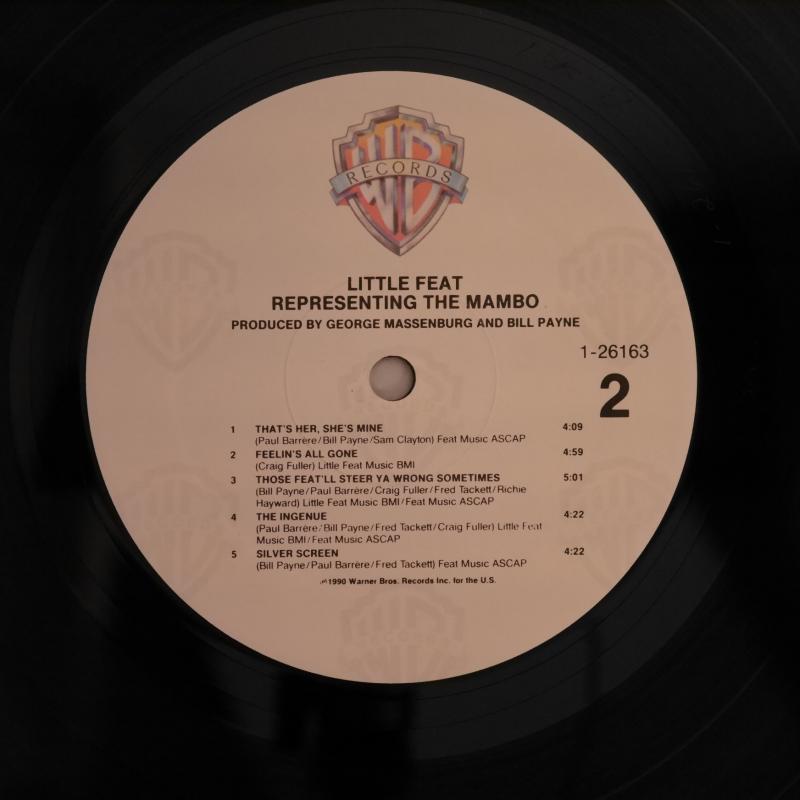 WB
RECORDS
LITTLE FEAT
REPRESENTING THE MAMBO
PRODUCED BY GEORGE MASSENBURG AND BILL PAYNE
1-26163
2
1 THAT'S HER, SHE'S MINE 4:09
(Paul Barrère/Bill Payne/Sam Clayton) Feat Music ASCAP
2 FEELIN'S ALL GONE 4:59
(Craig Fuller) Little Feat Music BMI
3 THOSE FEAT'LL STEER YA WRONG SOMETIMES 5:01
(Bill Payne/Paul Barrère/Craig Fuller/Fred Tackett/Richie
Hayward) Little Feat Music BMI/Feat Music ASCAP
4 THE INGENUE 4:22
(Paul Barrère/Bill Payne/Fred Tackett/Craig Fuller) Little Feat
Music BMI/Feat Music ASCAP
5 SILVER SCREEN 4:22
(Bill Payne/Paul Barrère/Fred Tackett) Feat Music ASCAP
℗1990 Warner Bros. Records Inc. for the U.S.